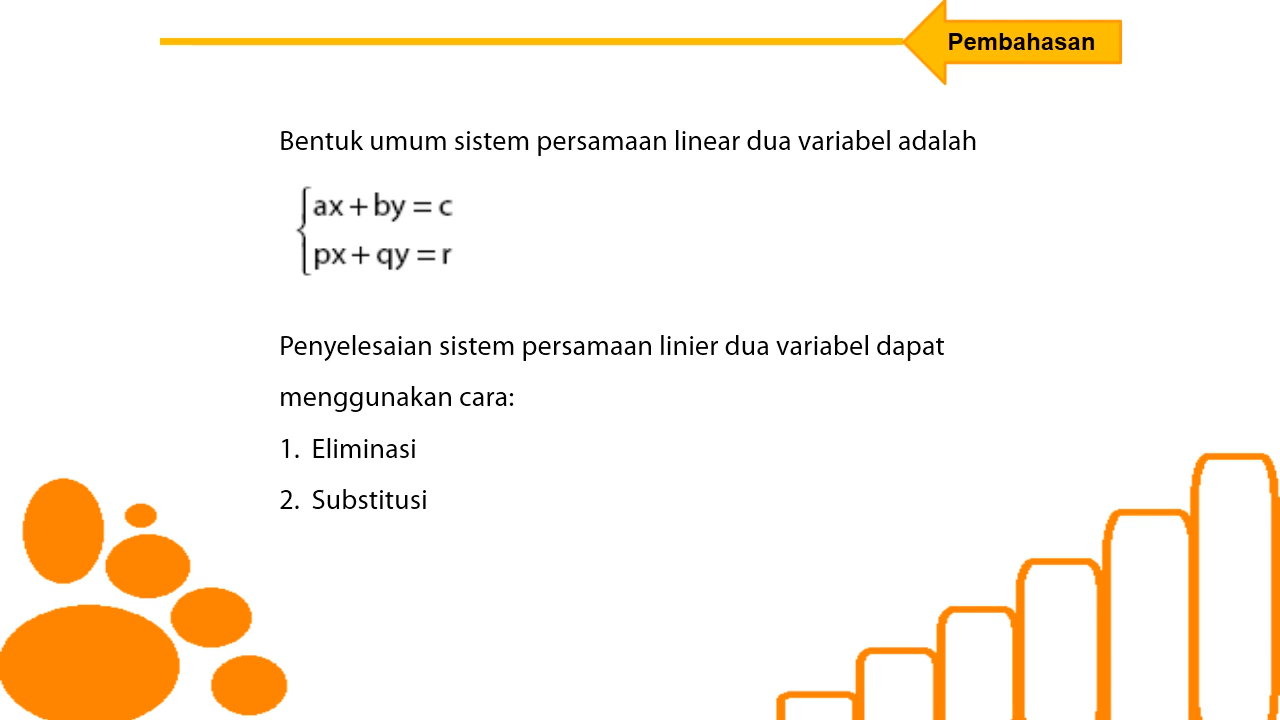 Pembahasan
Bentuk umum sistem persamaan linear dua variabel adalah
ax + by = c
px + qy = r
Penyelesaian sistem persamaan linier dua variabel dapat
menggunakan cara:
1. Eliminasi
2. Substitusi